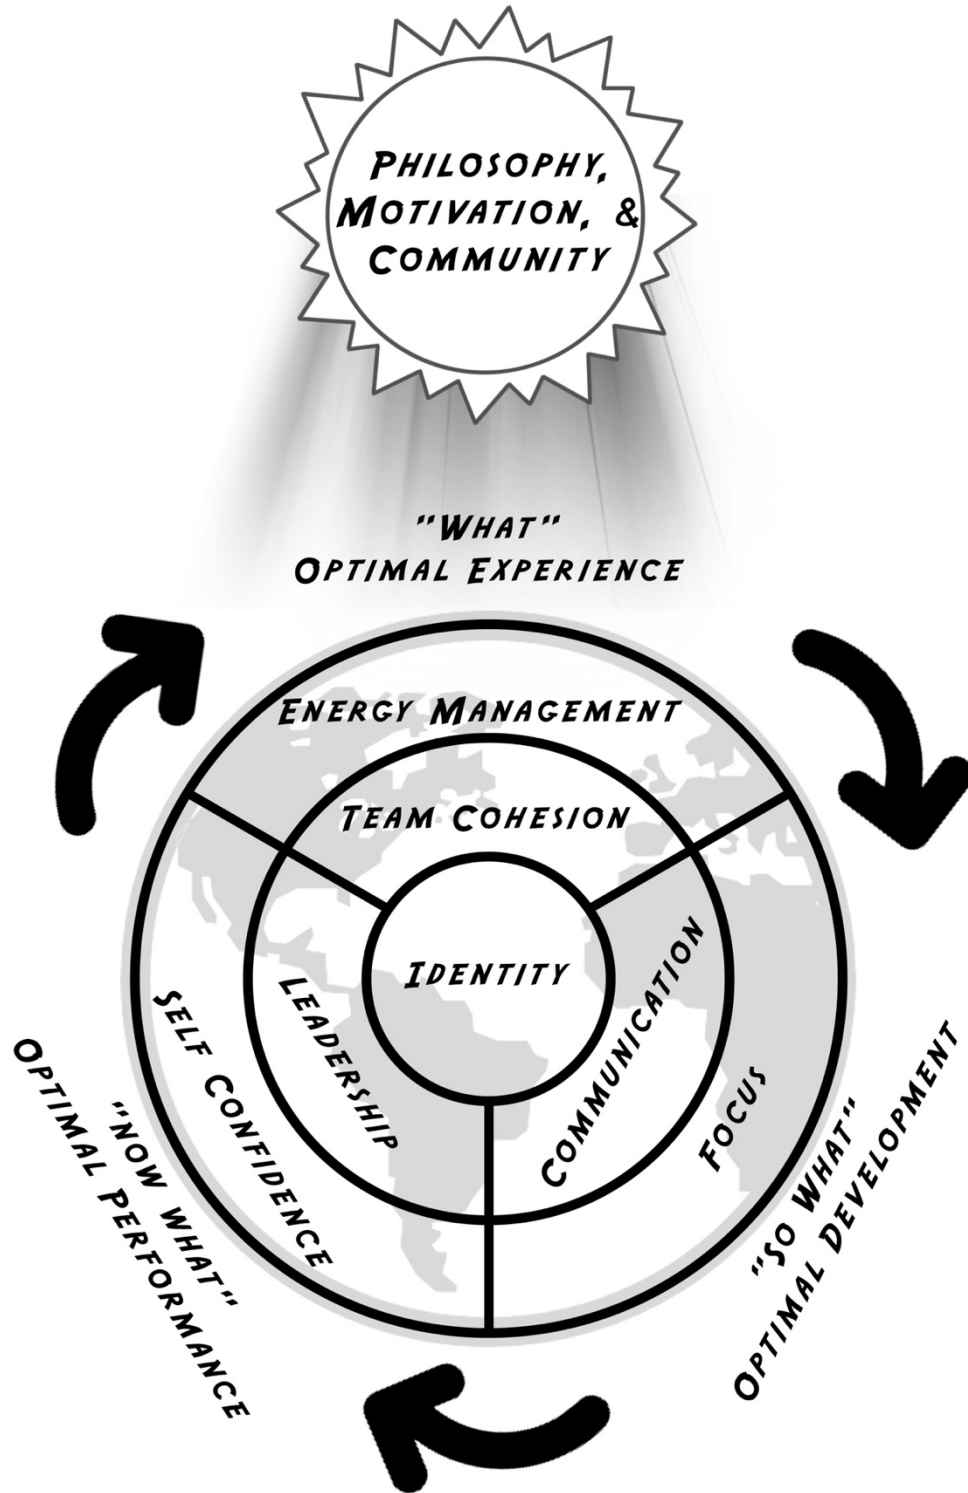 PHILOSOPHY,
MOTIVATION, &
COMMUNITY
"WHAT"
OPTIMAL EXPERIENCE
ENERGY MANAGEMENT
TEAM COHESION
IDENTITY
LEADERSHIP
COMMUNICATION
SELF CONFIDENCE
FOCUS
"NOW WHAT"
OPTIMAL PERFORMANCE
"SO WHAT"
OPTIMAL DEVELOPMENT